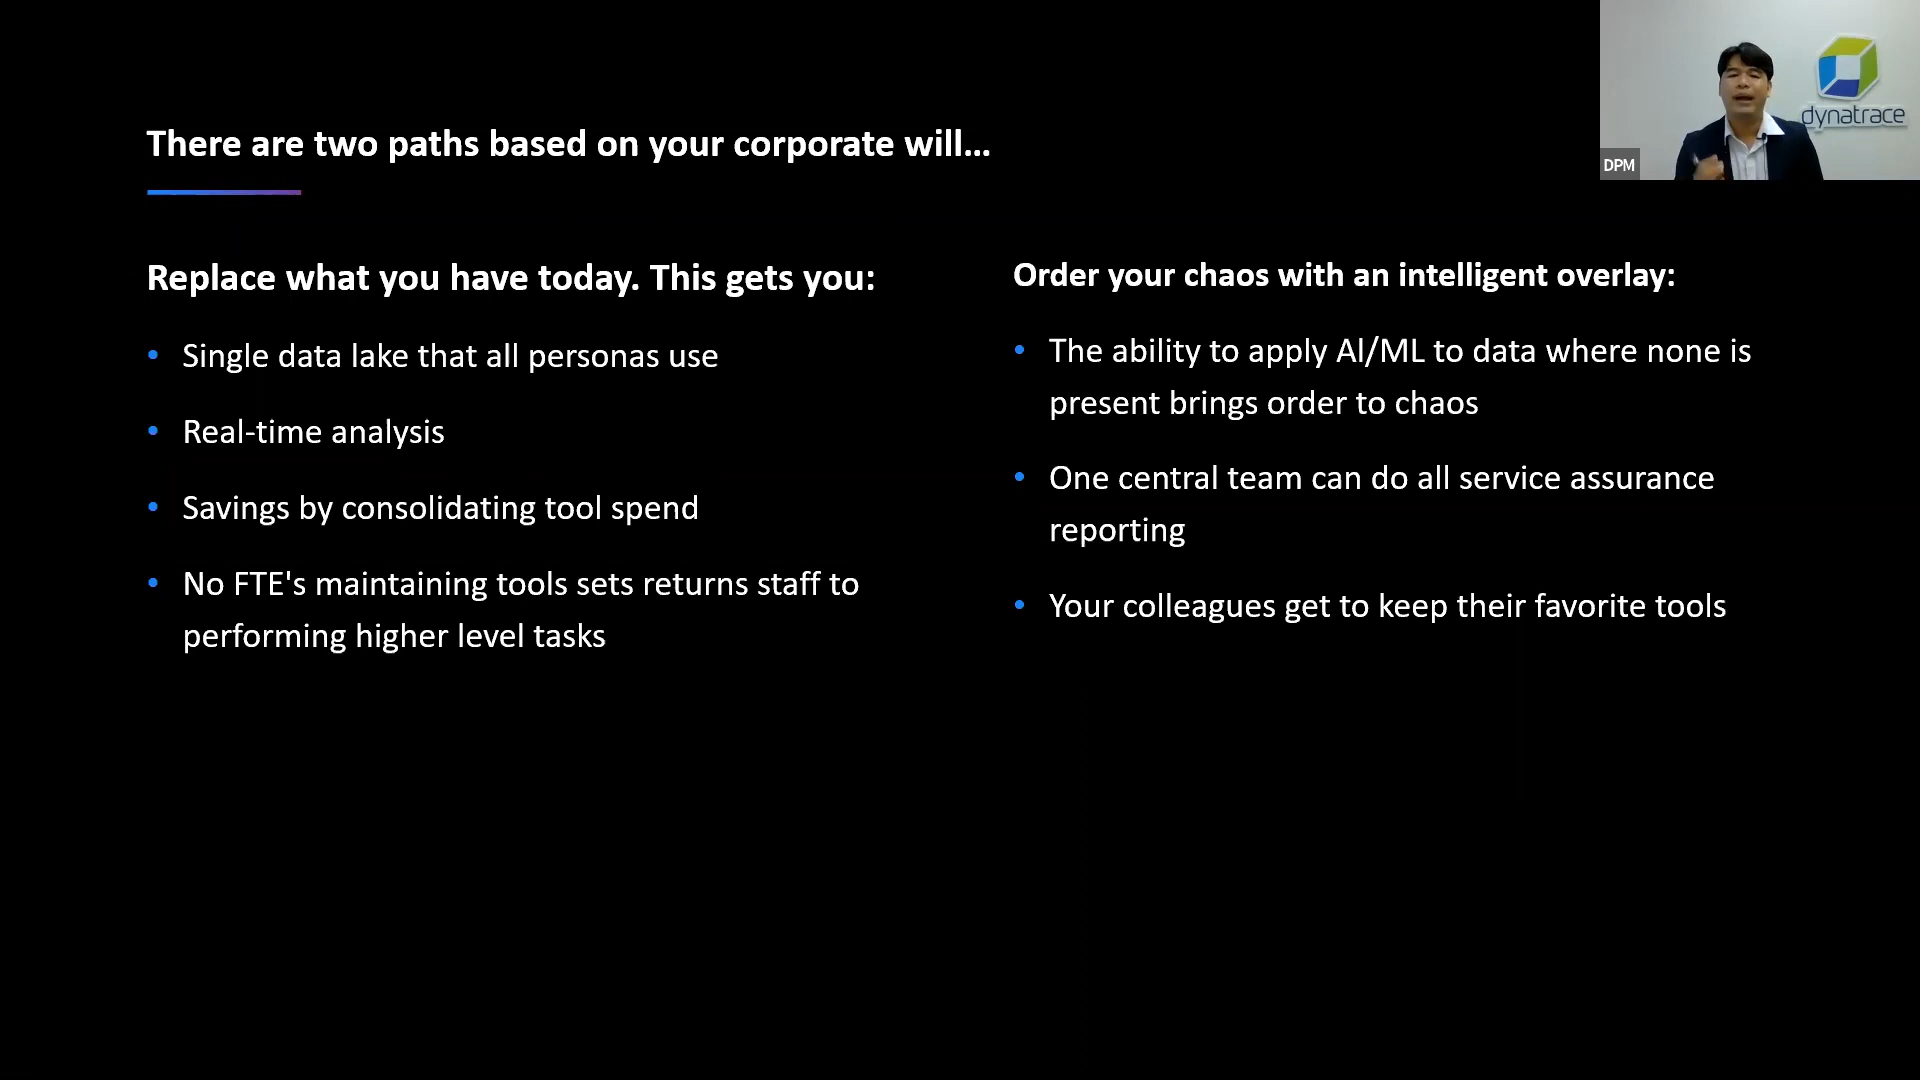 There are two paths based on your corporate will...
Replace what you have today. This gets you:
• Single data lake that all personas use
• Real-time analysis
• Savings by consolidating tool spend
• No FTE's maintaining tools sets returns staff to
performing higher level tasks
Order your chaos with an intelligent overlay:
• The ability to apply AI/ML to data where none is
present brings order to chaos
• One central team can do all service assurance
reporting
• Your colleagues get to keep their favorite tools
dynatrace
DPM